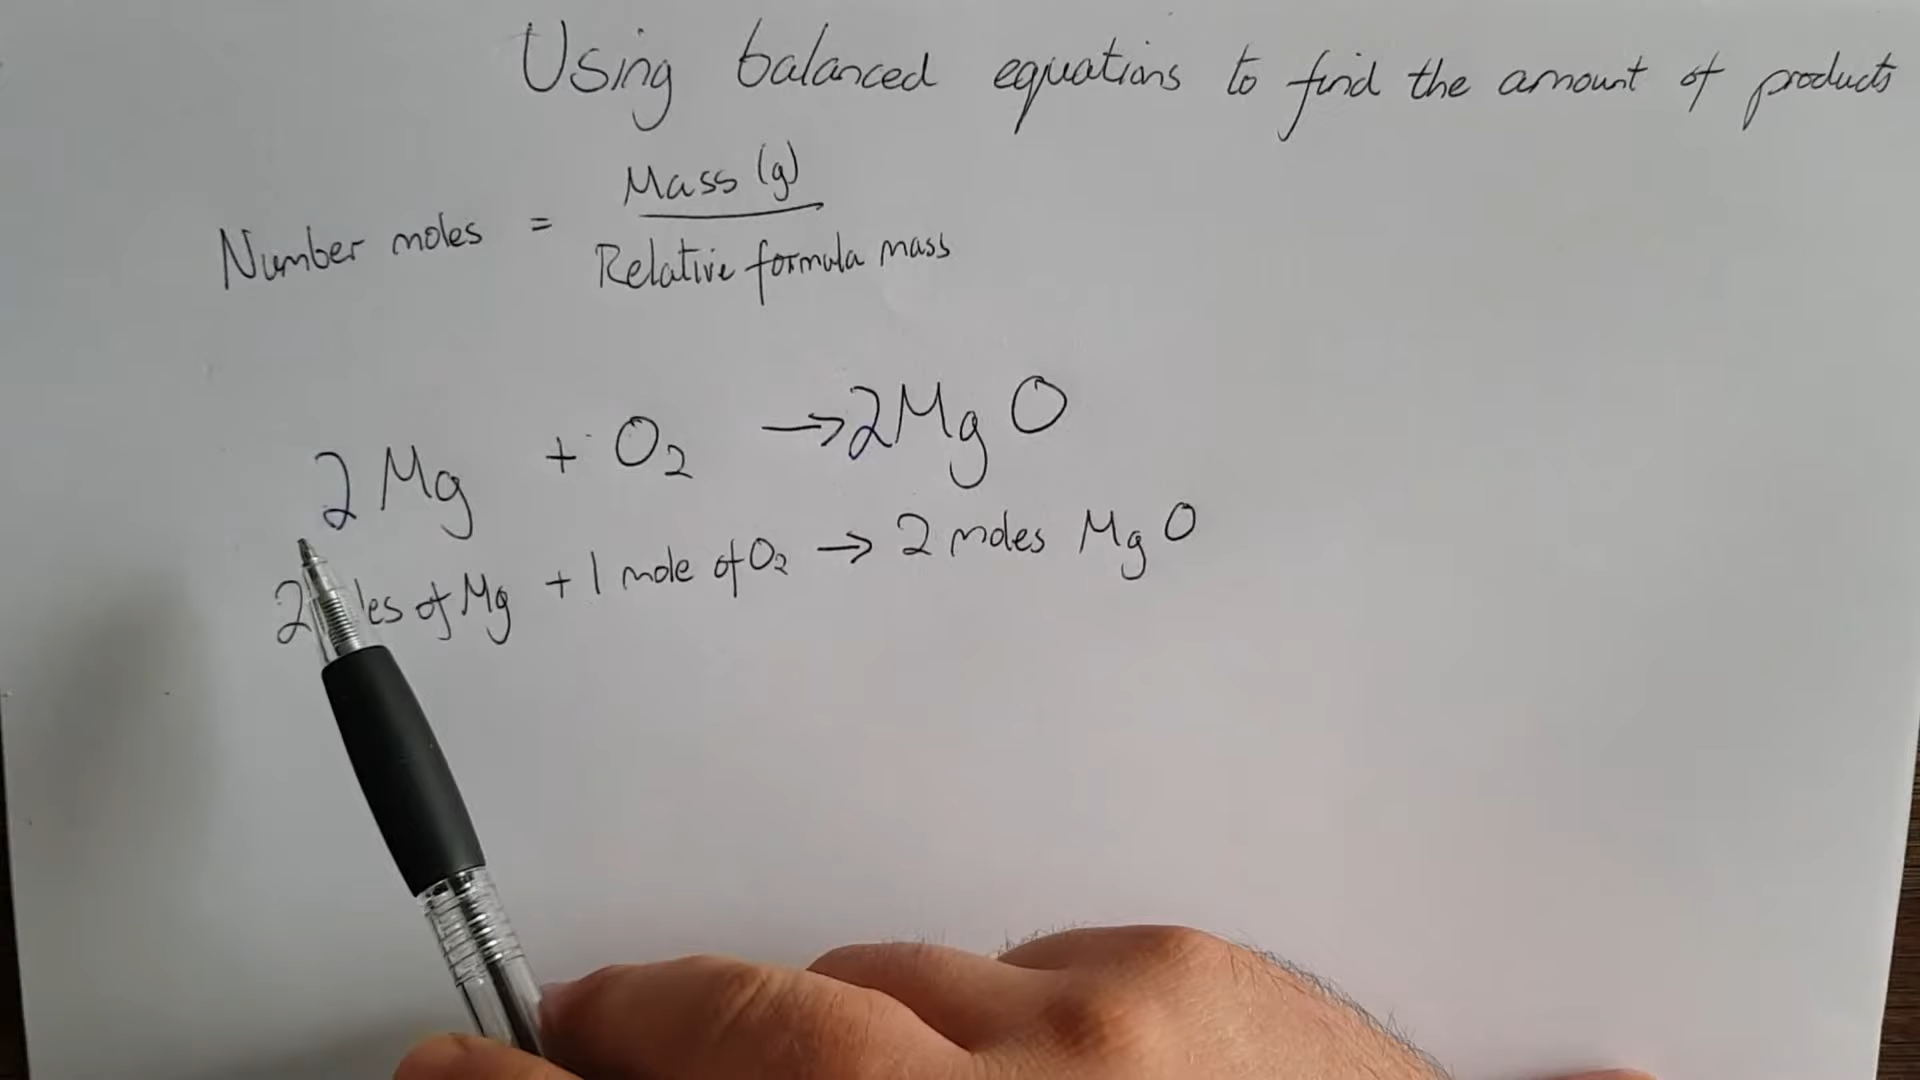 Using balanced equations to find the amount of products
Number moles = Mass (g)
Relative formula mass
2Mg + O₂ → 2MgO
2 of Mg + 1 mole of O₂ → 2 moles MgO